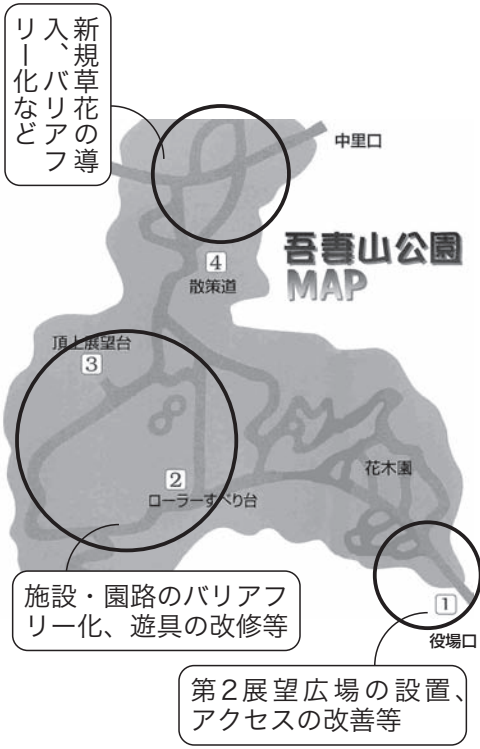 新規草花の導
入、バリアフ
リー化など
中里口
吾妻山公園
MAP
4
散策道
頂上展望台
3
2
ローラーすべり台
花木園
1
役場口
施設・園路のバリアフ
リー化、遊具の改修等
第2展望広場の設置、
アクセスの改善等